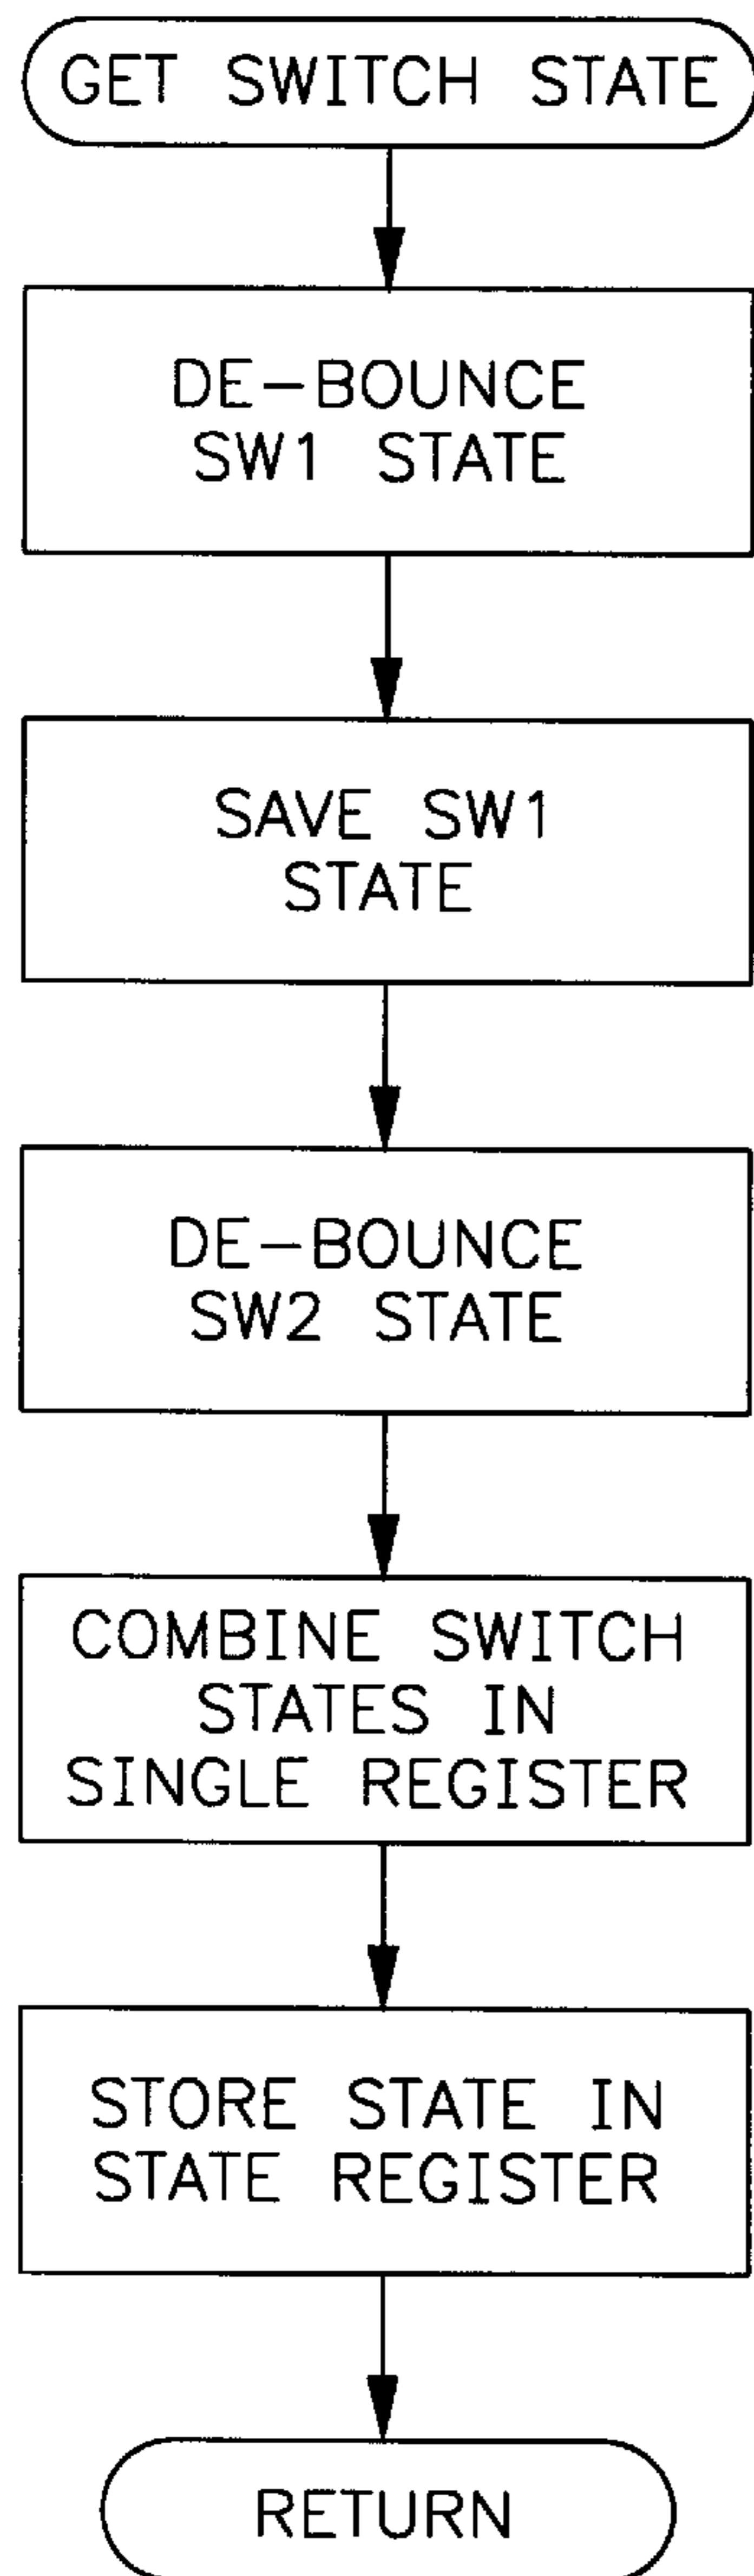 GET SWITCH STATE
DE-BOUNCE
SW1 STATE
SAVE SW1
STATE
DE-BOUNCE
SW2 STATE
COMBINE SWITCH
STATES IN
SINGLE REGISTER
STORE STATE IN
STATE REGISTER
RETURN